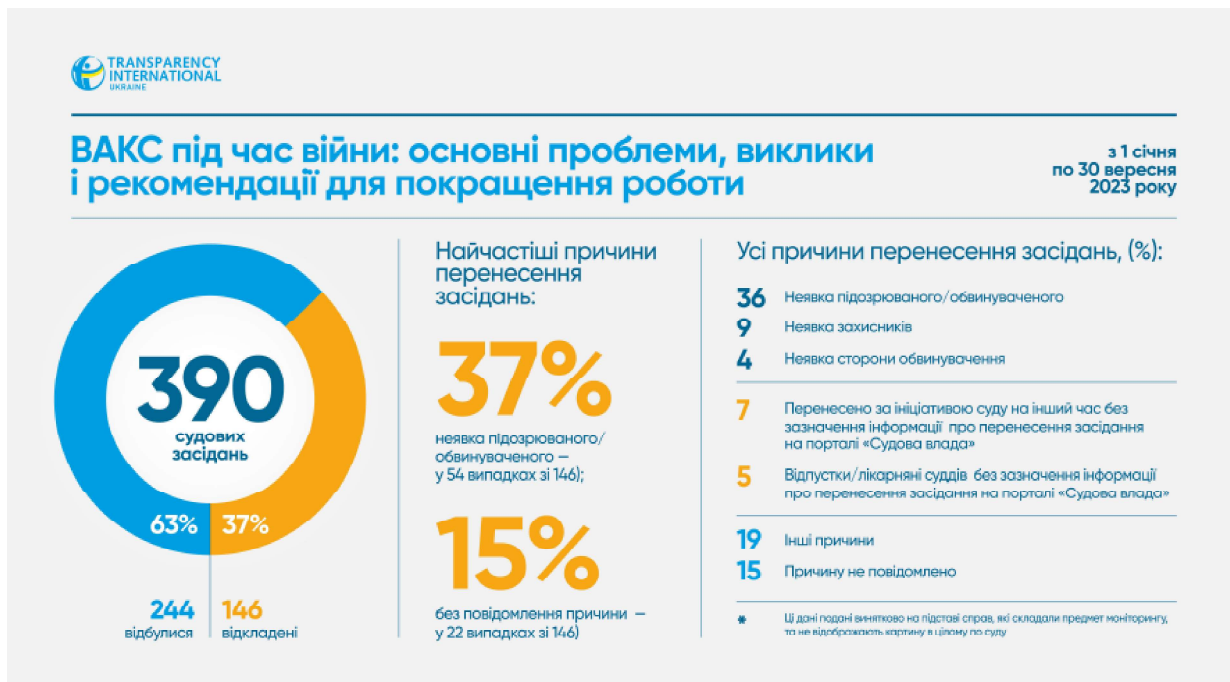 TRANSPARENCY
INTERNATIONAL
UKRAINE
ВАКС під час війни: основні проблеми, виклики
і рекомендації для покращення роботи
з 1 січня
по 30 вересня
2023 року
390
судових
засідань
63%
37%
244
відбулися
146
відкладені
Найчастіші причини
перенесення
засідань:
37%
неявка підозрюваного/
обвинуваченого —
у 54 випадках зі 146);
15%
без повідомлення причини —
у 22 випадках зі 146)
Усі причини перенесення засідань, (%):
36 Неявка підозрюваного/обвинуваченого
9 Неявка захисників
4 Неявка сторони обвинувачення
7 Перенесено за ініціативою суду на інший час без
зазначення інформації про перенесення засідання
на порталі «Судова влада»
5 Відпустки/лікарняні суддів без зазначення інформації
про перенесення засідання на порталі «Судова влада»
19 Інші причини
15 Причину не повідомлено
* Ці дані подані винятково на підставі справ, які складали предмет моніторингу,
та не відображають картину в цілому по суду